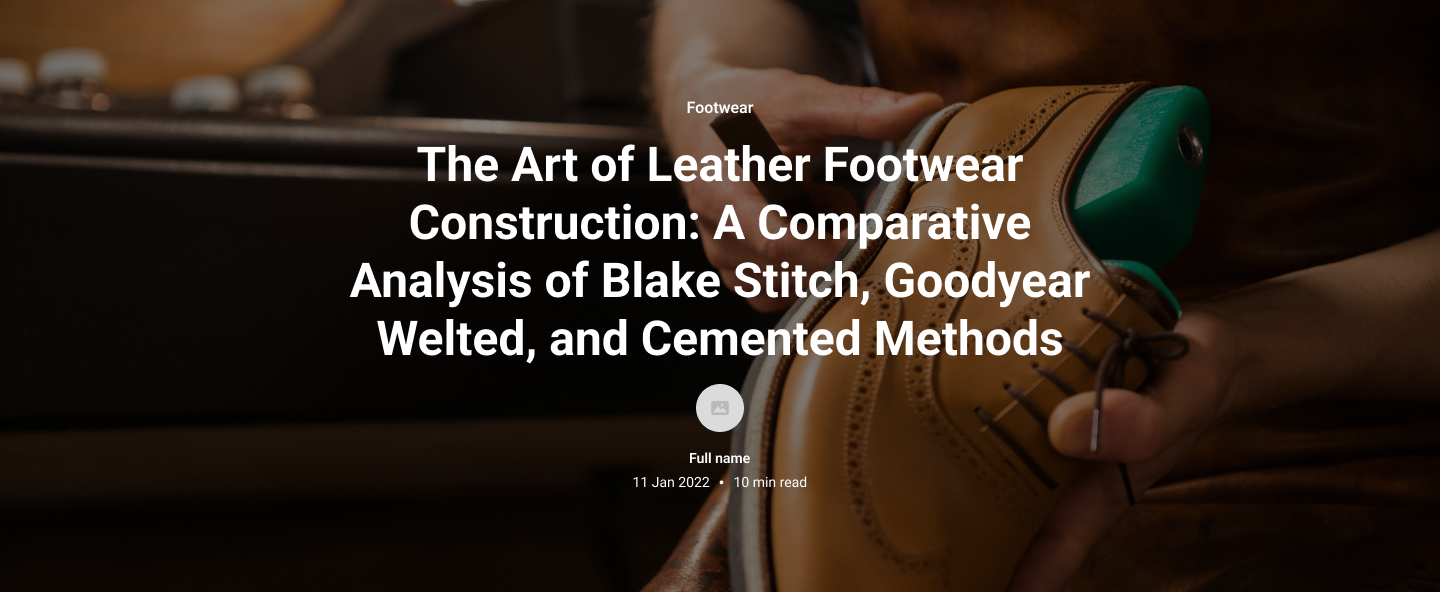 Footwear
The Art of Leather Footwear
Construction: A Comparative
Analysis of Blake Stitch, Goodyear
Welted, and Cemented Methods
Full name
11 Jan 2022 • 10 min read